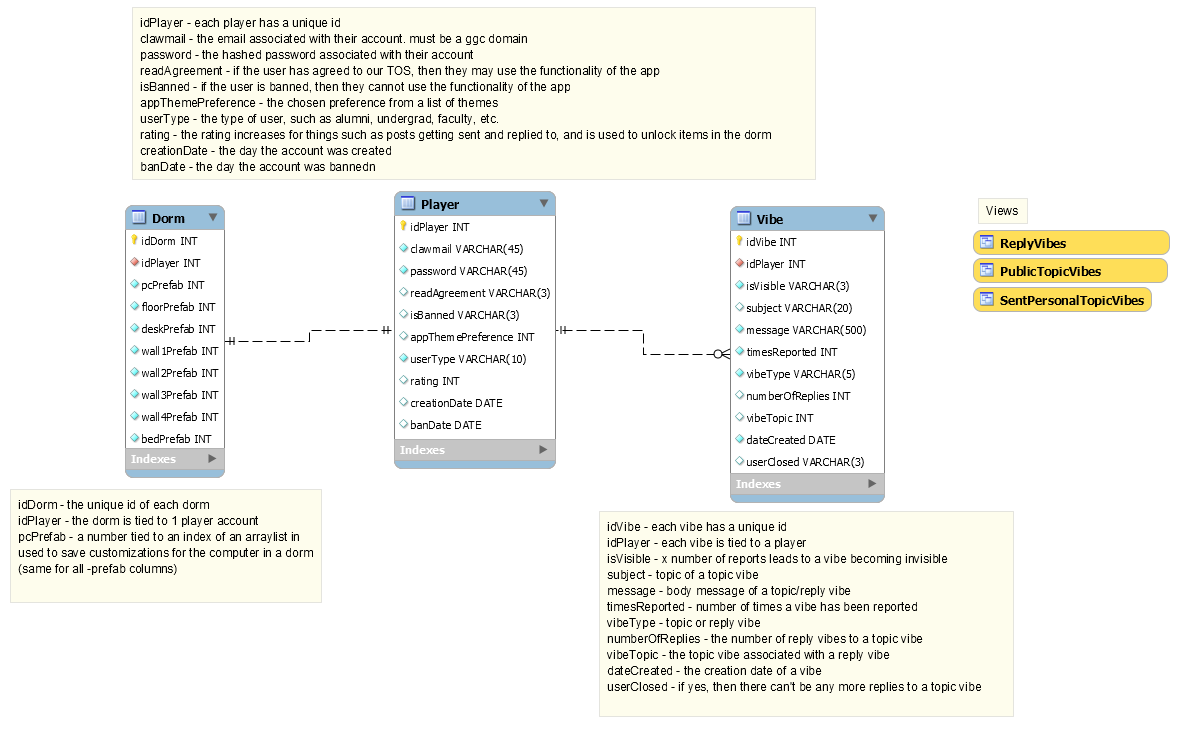 idPlayer - each player has a unique id
clawmail - the email associated with their account. must be a ggc domain
password - the hashed password associated with their account
readAgreement - if the user has agreed to our TOS, then they may use the functionality of the app
isBanned - if the user is banned, then they cannot use the functionality of the app
appThemePreference - the chosen preference from a list of themes
userType - the type of user, such as alumni, undergrad, faculty, etc.
rating - the rating increases for things such as posts getting sent and replied to, and is used to unlock items in the dorm
creationDate - the day the account was created
banDate - the day the account was bannedn
Dorm
idDorm INT
idPlayer INT
pcPrefab INT
floorPrefab INT
deskPrefab INT
wall1Prefab INT
wall2Prefab INT
wall3Prefab INT
wall4Prefab INT
bedPrefab INT
Indexes
Player
idPlayer INT
clawmail VARCHAR(45)
password VARCHAR(45)
readAgreement VARCHAR(3)
isBanned VARCHAR(3)
appThemePreference INT
userType VARCHAR(10)
rating INT
creationDate DATE
banDate DATE
Indexes
Vibe
idVibe INT
idPlayer INT
isVisible VARCHAR(3)
subject VARCHAR(20)
message VARCHAR(500)
timesReported INT
vibeType VARCHAR(5)
numberOfReplies INT
vibeTopic INT
dateCreated DATE
userClosed VARCHAR(3)
Indexes
Views
ReplyVibes
PublicTopicVibes
SentPersonalTopicVibes
idDorm - the unique id of each dorm
idPlayer - the dorm is tied to 1 player account
pcPrefab - a number tied to an index of an arraylist in
used to save customizations for the computer in a dorm
(same for all -prefab columns)
idVibe - each vibe has a unique id
idPlayer - each vibe is tied to a player
isVisible - x number of reports leads to a vibe becoming invisible
subject - topic of a topic vibe
message - body message of a topic/reply vibe
timesReported - number of times a vibe has been reported
vibeType - topic or reply vibe
numberOfReplies - the number of reply vibes to a topic vibe
vibeTopic - the topic vibe associated with a reply vibe
dateCreated - the creation date of a vibe
userClosed - if yes, then there can't be any more replies to a topic vibe